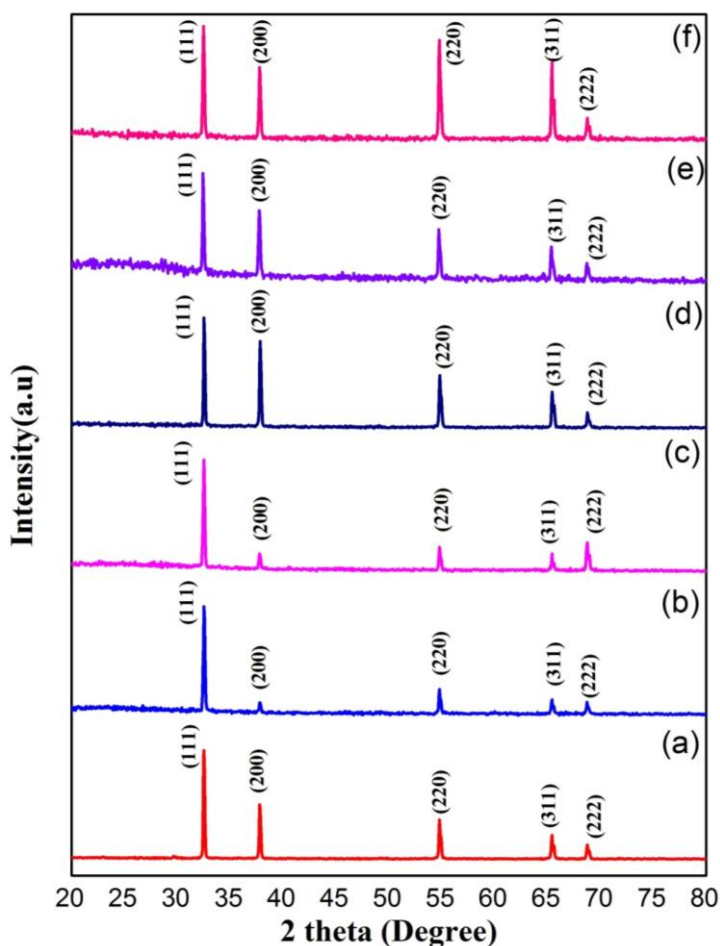 (111) (200) (220) (311) (222) (f)
(111) (200) (220) (311) (222) (e)
(111) (200) (220) (311) (222) (d)
(111) (200) (220) (311) (222) (c)
(111) (200) (220) (311) (222) (b)
(111) (200) (220) (311) (222) (a)
Intensity(a.u)
20 25 30 35 40 45 50 55 60 65 70 75 80
2 theta (Degree)